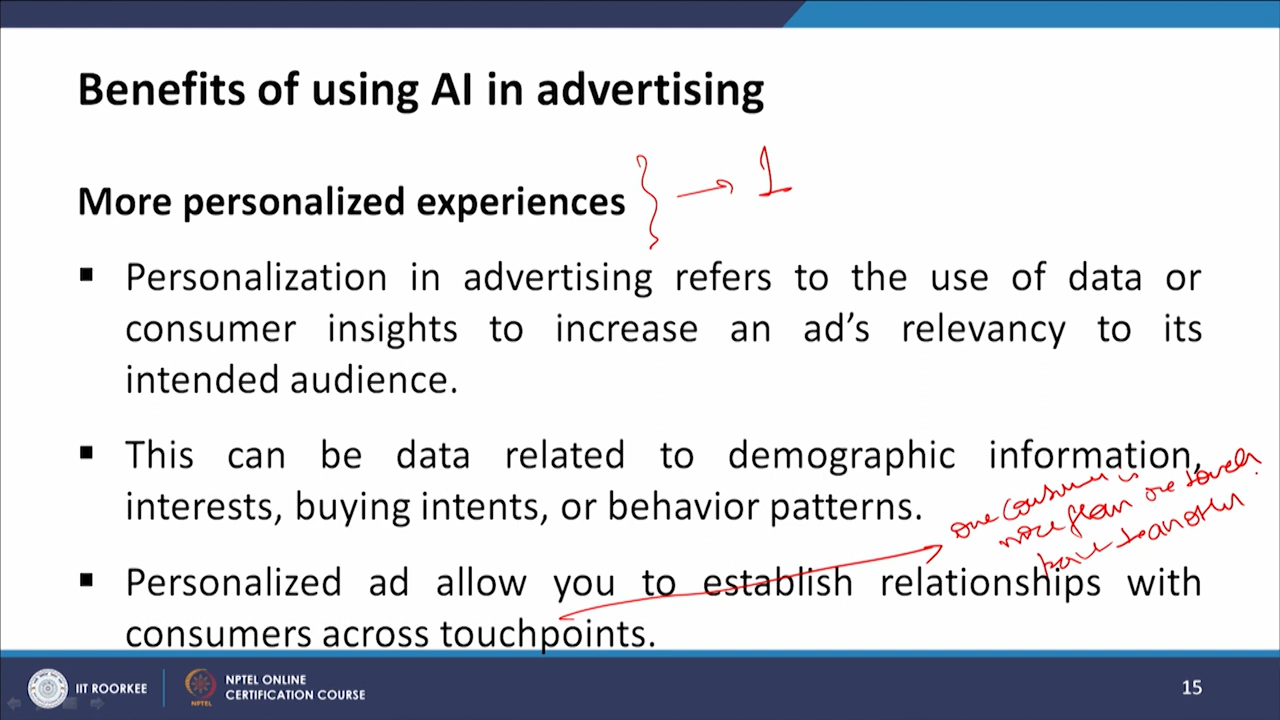 Benefits of using AI in advertising
More personalized experiences
1
▪ Personalization in advertising refers to the use of data or
consumer insights to increase an ad’s relevancy to its
intended audience.
▪ This can be data related to demographic information,
interests, buying intents, or behavior patterns.
one consumer is
more than one touch
▪ Personalized ad allow you to establish relationships with
consumers across touchpoints.
IIT ROORKEE
NPTEL
NPTEL ONLINE
CERTIFICATION COURSE
15